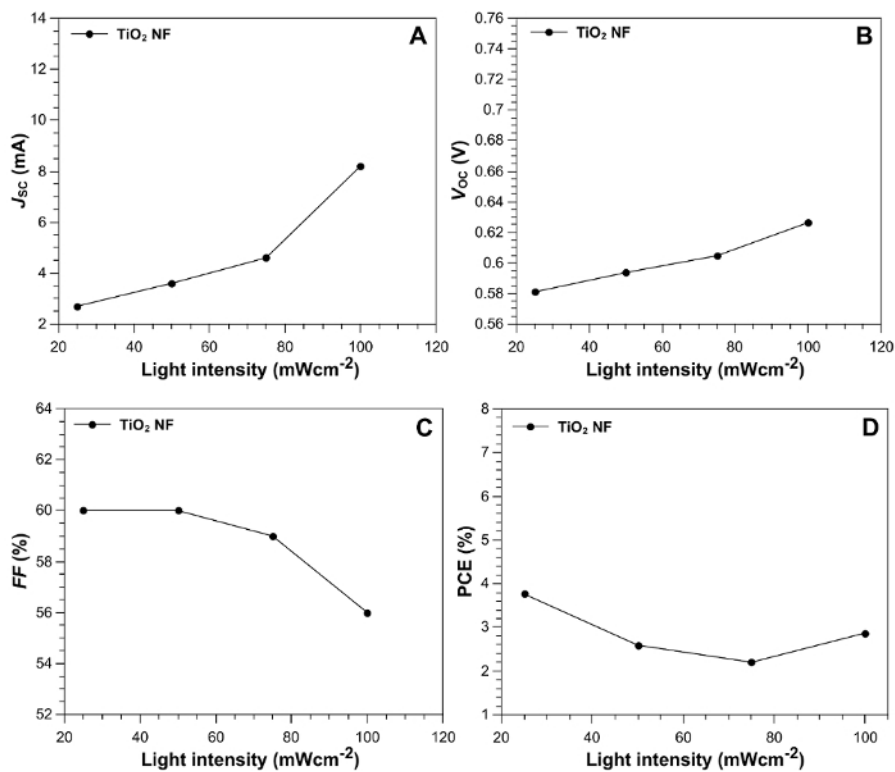 A
TiO₂ NF
14
12
10
8
6
4
2
J_SC (mA)
20 40 60 80 100 120
Light intensity (mWcm⁻²)
B
TiO₂ NF
0.76
0.72
0.7
0.68
0.66
0.64
0.62
0.6
0.58
0.56
V_OC (V)
20 40 60 80 100 120
Light intensity (mWcm⁻²)
C
TiO₂ NF
64
62
60
58
56
54
52
FF (%)
20 40 60 80 100 120
Light intensity (mWcm⁻²)
D
TiO₂ NF
8
7
6
5
4
3
2
1
PCE (%)
20 40 60 80 100
Light intensity (mWcm⁻²)